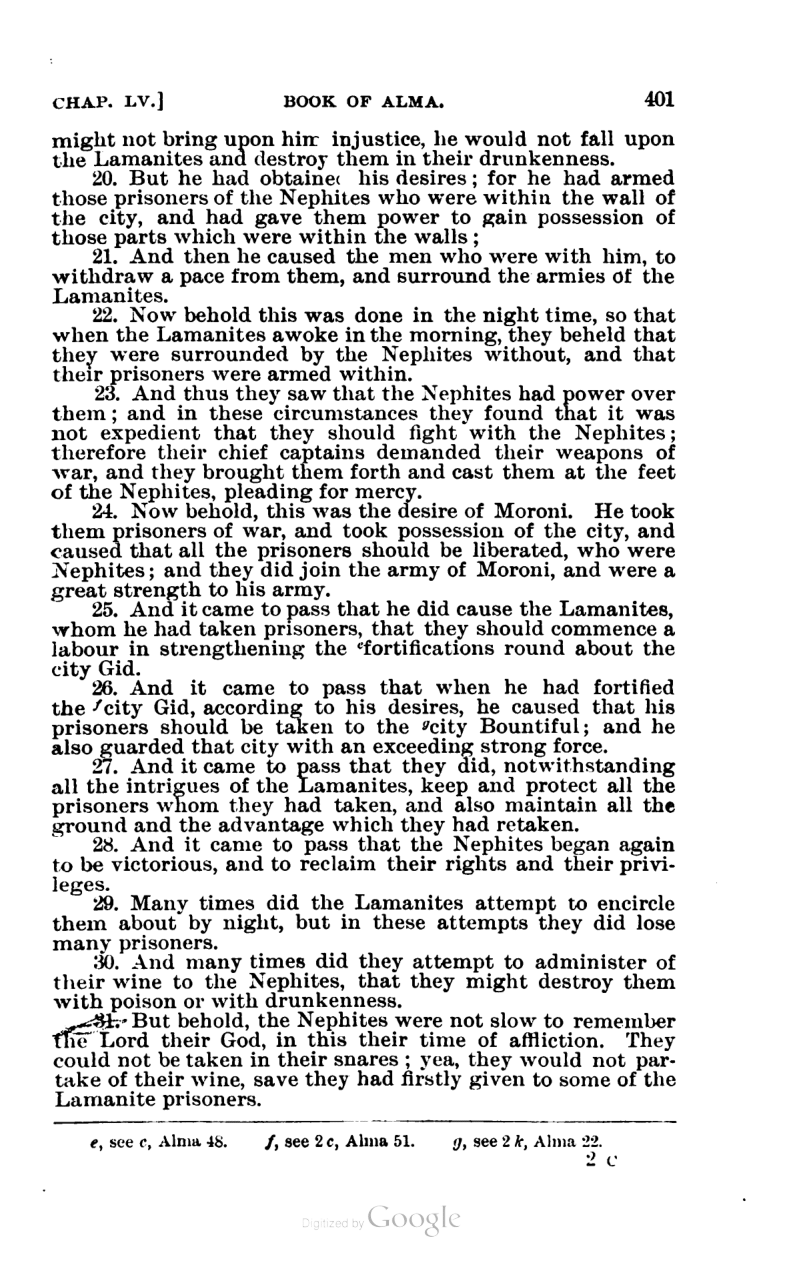 CHAP. LV.] BOOK OF ALMA. 401
might not bring upon him injustice, he would not fall upon
the Lamanites and destroy them in their drunkenness.
20. But he had obtained his desires; for he had armed
those prisoners of the Nephites who were within the wall of
the city, and had gave them power to gain possession of
those parts which were within the walls;
21. And then he caused the men who were with him, to
withdraw a pace from them, and surround the armies of the
Lamanites.
22. Now behold this was done in the night time, so that
when the Lamanites awoke in the morning, they beheld that
they were surrounded by the Nephites without, and that
their prisoners were armed within.
23. And thus they saw that the Nephites had power over
them; and in these circumstances they found that it was
not expedient that they should fight with the Nephites;
therefore their chief captains demanded their weapons of
war, and they brought them forth and cast them at the feet
of the Nephites, pleading for mercy.
24. Now behold, this was the desire of Moroni. He took
them prisoners of war, and took possession of the city, and
caused that all the prisoners should be liberated, who were
Nephites; and they did join the army of Moroni, and were a
great strength to his army.
25. And it came to pass that he did cause the Lamanites,
whom he had taken prisoners, that they should commence a
labour in strengthening the ᵉfortifications round about the
city Gid.
26. And it came to pass that when he had fortified
the ᶠcity Gid, according to his desires, he caused that his
prisoners should be taken to the ᵍcity Bountiful; and he
also guarded that city with an exceeding strong force.
27. And it came to pass that they did, notwithstanding
all the intrigues of the Lamanites, keep and protect all the
prisoners whom they had taken, and also maintain all the
ground and the advantage which they had retaken.
28. And it came to pass that the Nephites began again
to be victorious, and to reclaim their rights and their privi-
leges.
29. Many times did the Lamanites attempt to encircle
them about by night, but in these attempts they did lose
many prisoners.
30. And many times did they attempt to administer of
their wine to the Nephites, that they might destroy them
with poison or with drunkenness.
31. But behold, the Nephites were not slow to remember
the Lord their God, in this their time of affliction. They
could not be taken in their snares; yea, they would not par-
take of their wine, save they had firstly given to some of the
Lamanite prisoners.
e, see c, Alma 48. f, see 2 c, Alma 51. g, see 2 k, Alma 22.
2 C
Digitized by Google